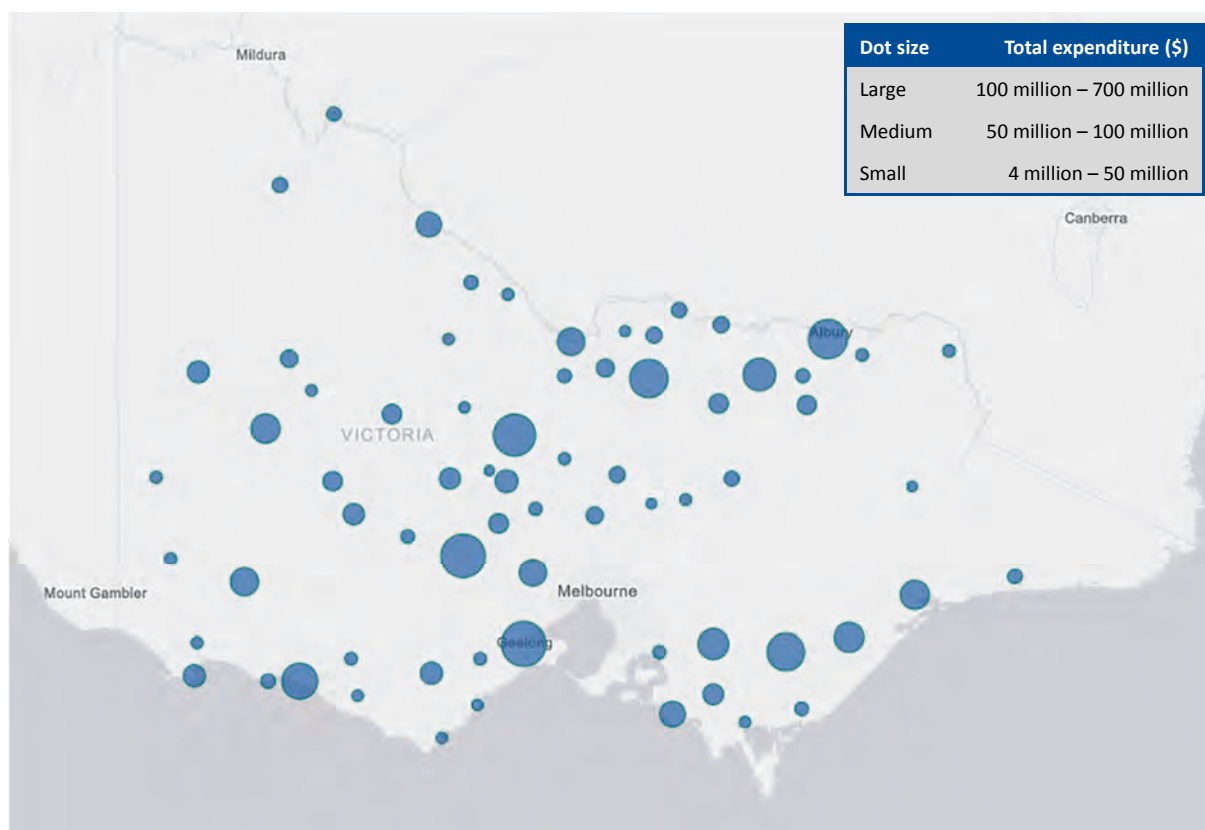 Mildura
Dot size Total expenditure ($)
Large 100 million – 700 million
Medium 50 million – 100 million
Small 4 million – 50 million
Canberra
Albury
VICTORIA
Mount Gambler
Melbourne
Geelong